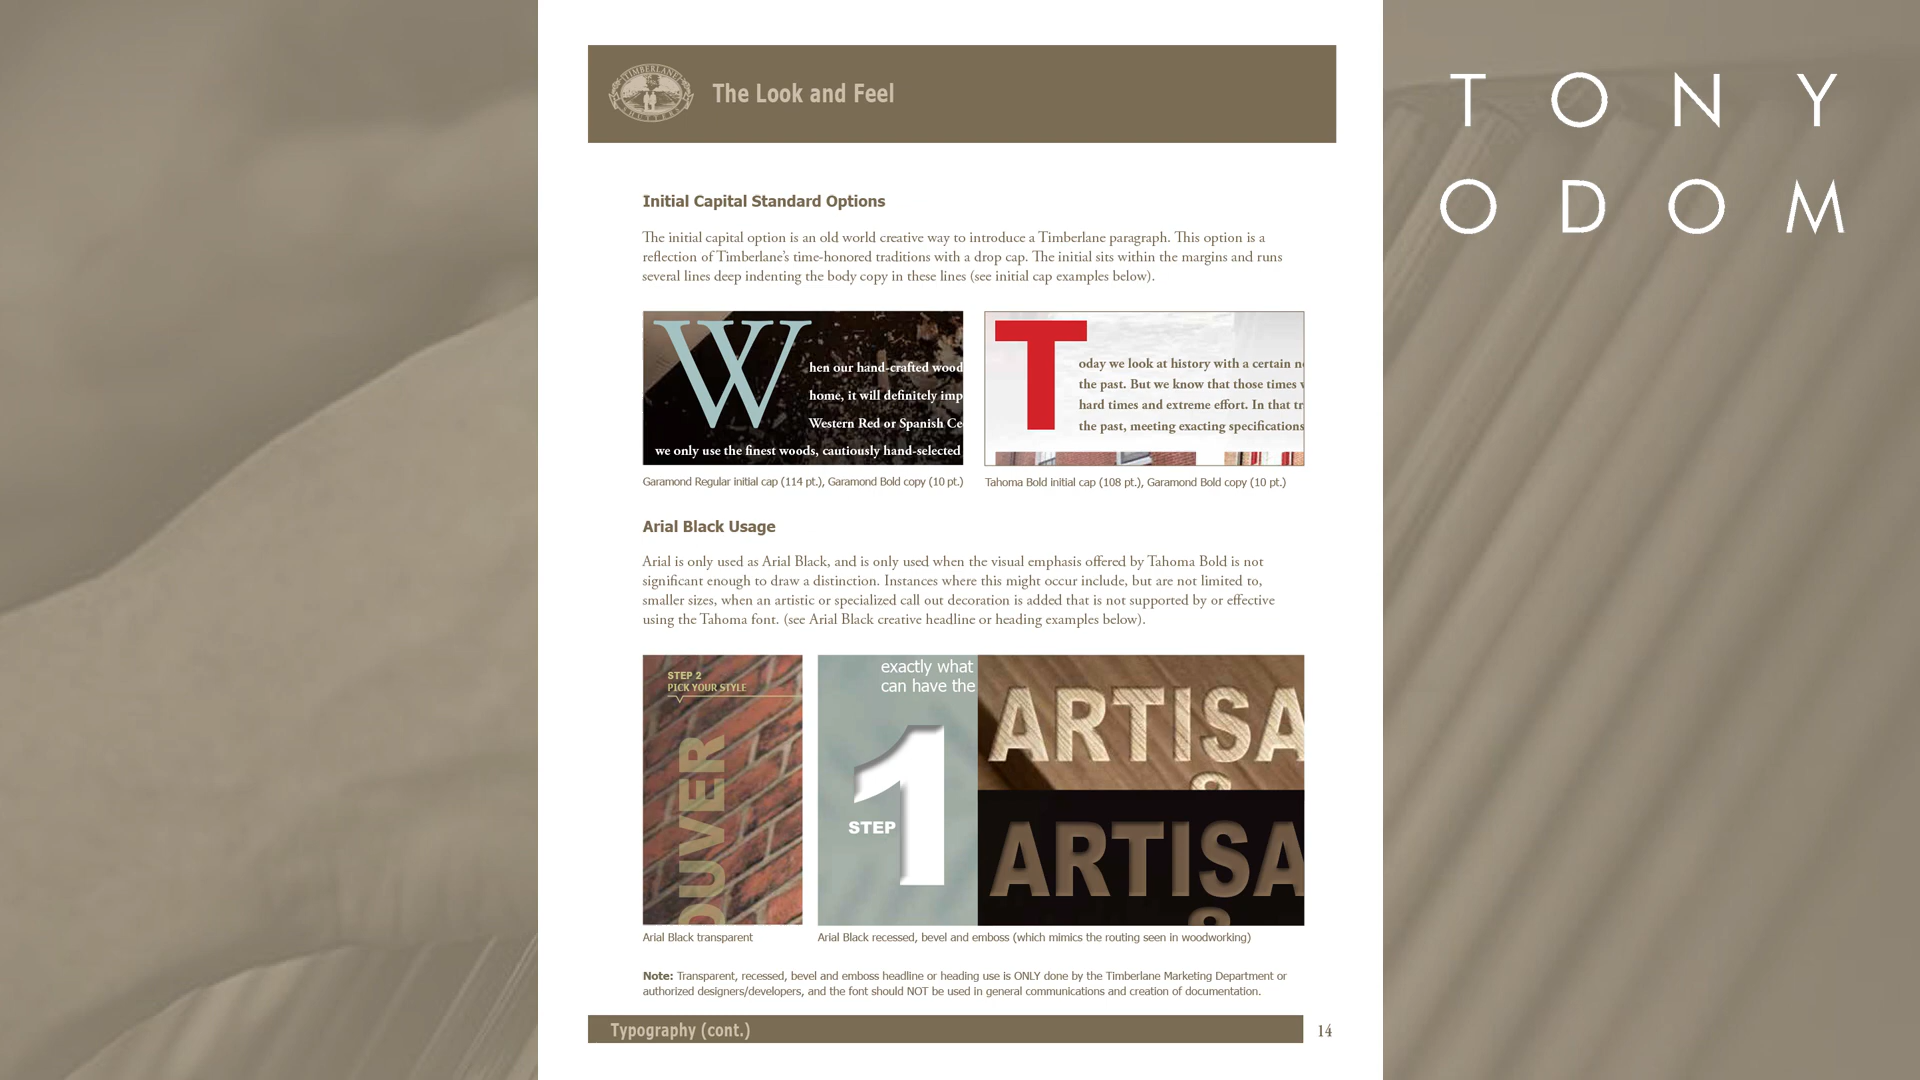 TIMBERLANE
SHUTTERS
The Look and Feel
TONY
ODOM
Initial Capital Standard Options
The initial capital option is an old world creative way to introduce a Timberlane paragraph. This option is a
reflection of Timberlane's time-honored traditions with a drop cap. The initial sits within the margins and runs
several lines deep indenting the body copy in these lines (see initial cap examples below).
When our hand-crafted wood
home, it will definitely imp
Western Red or Spanish Ce
we only use the finest woods, cautiously hand-selected
Garamond Regular initial cap (114 pt.), Garamond Bold copy (10 pt.)
Today we look at history with a certain n
the past. But we know that those times
hard times and extreme effort. In that tr
the past, meeting exacting specifications
Tahoma Bold initial cap (108 pt.), Garamond Bold copy (10 pt.)
Arial Black Usage
Arial is only used as Arial Black, and is only used when the visual emphasis offered by Tahoma Bold is not
significant enough to draw a distinction. Instances where this might occur include, but are not limited to,
smaller sizes, when an artistic or specialized call out decoration is added that is not supported by or effective
using the Tahoma font. (see Arial Black creative headline or heading examples below).
STEP 2
PICK YOUR STYLE
OUVER
Arial Black transparent
exactly what
can have the
STEP 1
ARTISA
&
ARTISA
&
Arial Black recessed, bevel and emboss (which mimics the routing seen in woodworking)
Note: Transparent, recessed, bevel and emboss headline or heading use is ONLY done by the Timberlane Marketing Department or
authorized designers/developers, and the font should NOT be used in general communications and creation of documentation.
Typography (cont.)
14